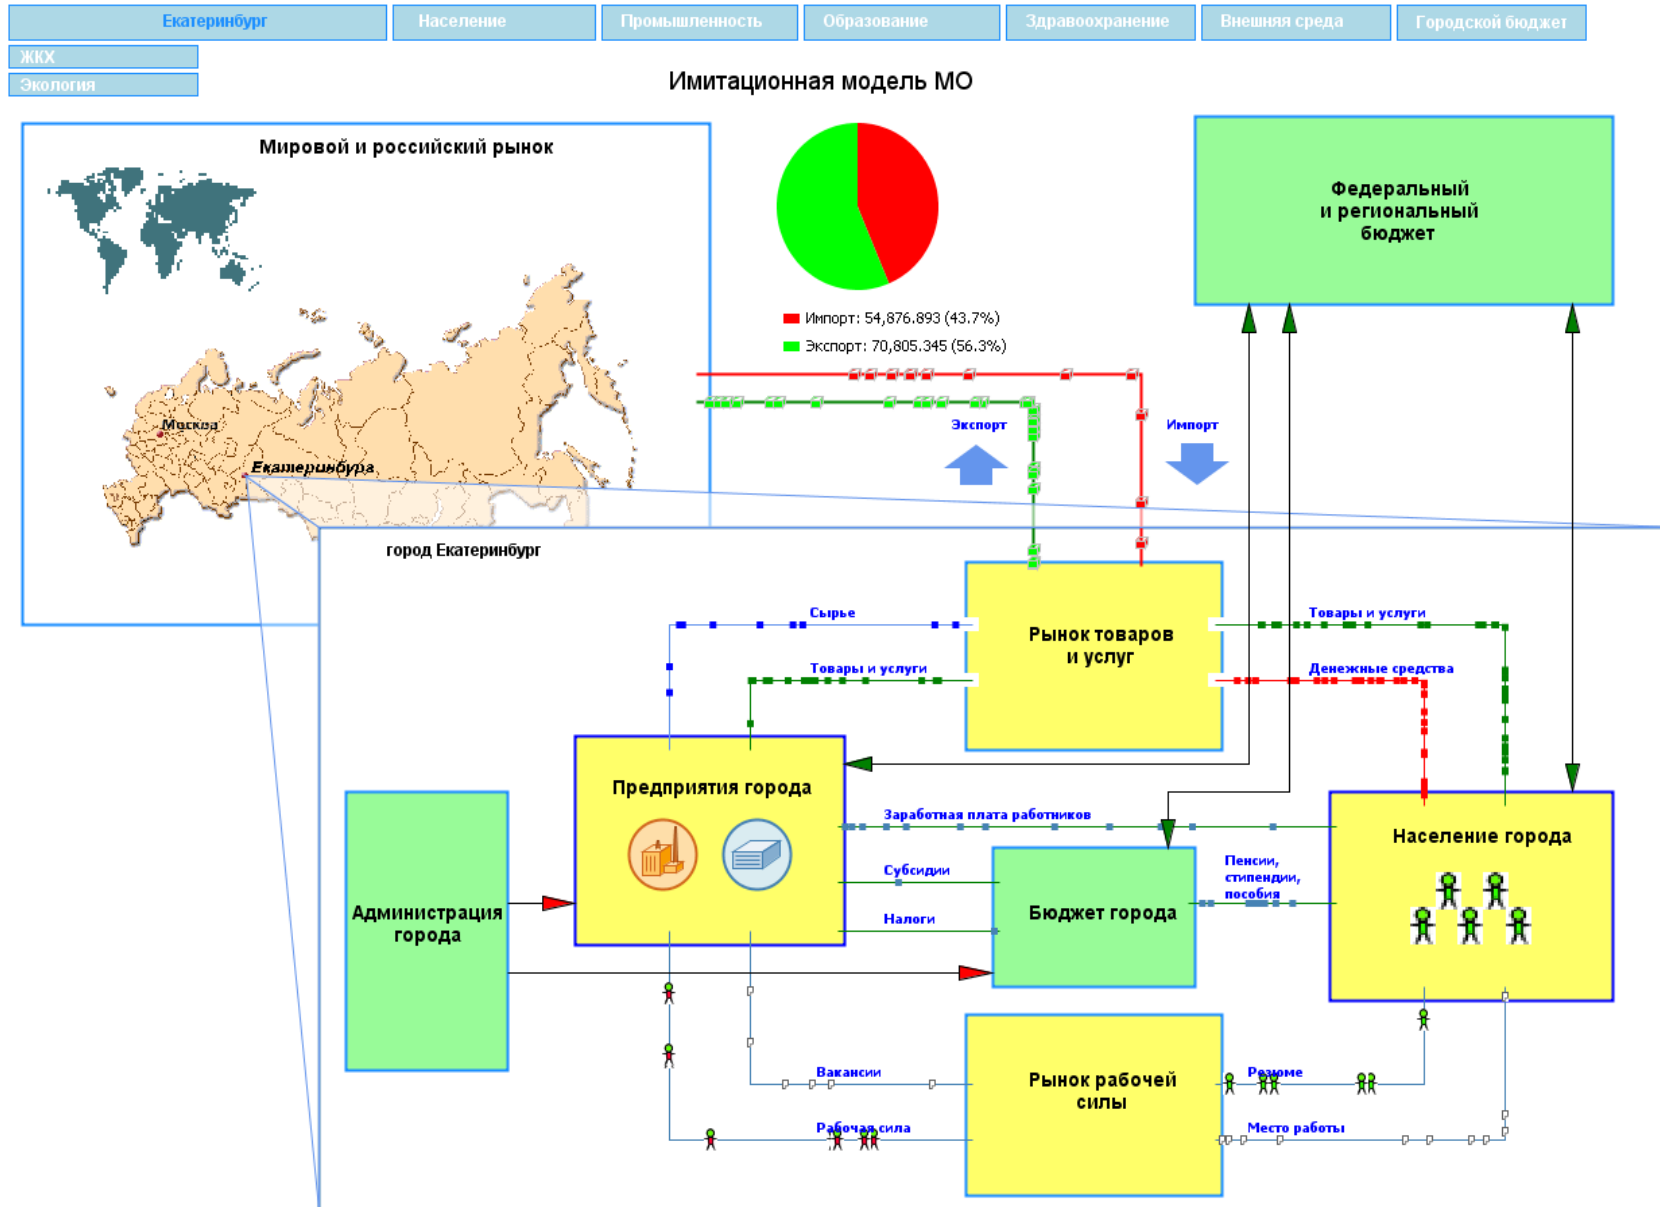 Екатеринбург
Население
Промышленность
Образование
Здравоохранение
Внешняя среда
Городской бюджет
ЖКХ
Экология
Имитационная модель МО
Мировой и российский рынок
Москва
Екатеринбург
Импорт: 54,876.893 (43.7%)
Экспорт: 70,805.345 (56.3%)
Федеральный
и региональный
бюджет
Экспорт
Импорт
город Екатеринбург
Сырье
Товары и услуги
Рынок товаров
и услуг
Товары и услуги
Денежные средства
Предприятия города
Администрация
города
Заработная плата работников
Субсидии
Налоги
Бюджет города
Пенсии,
стипендии,
пособия
Население города
Вакансии
Рабочая сила
Рынок рабочей
силы
Резюме
Место работы